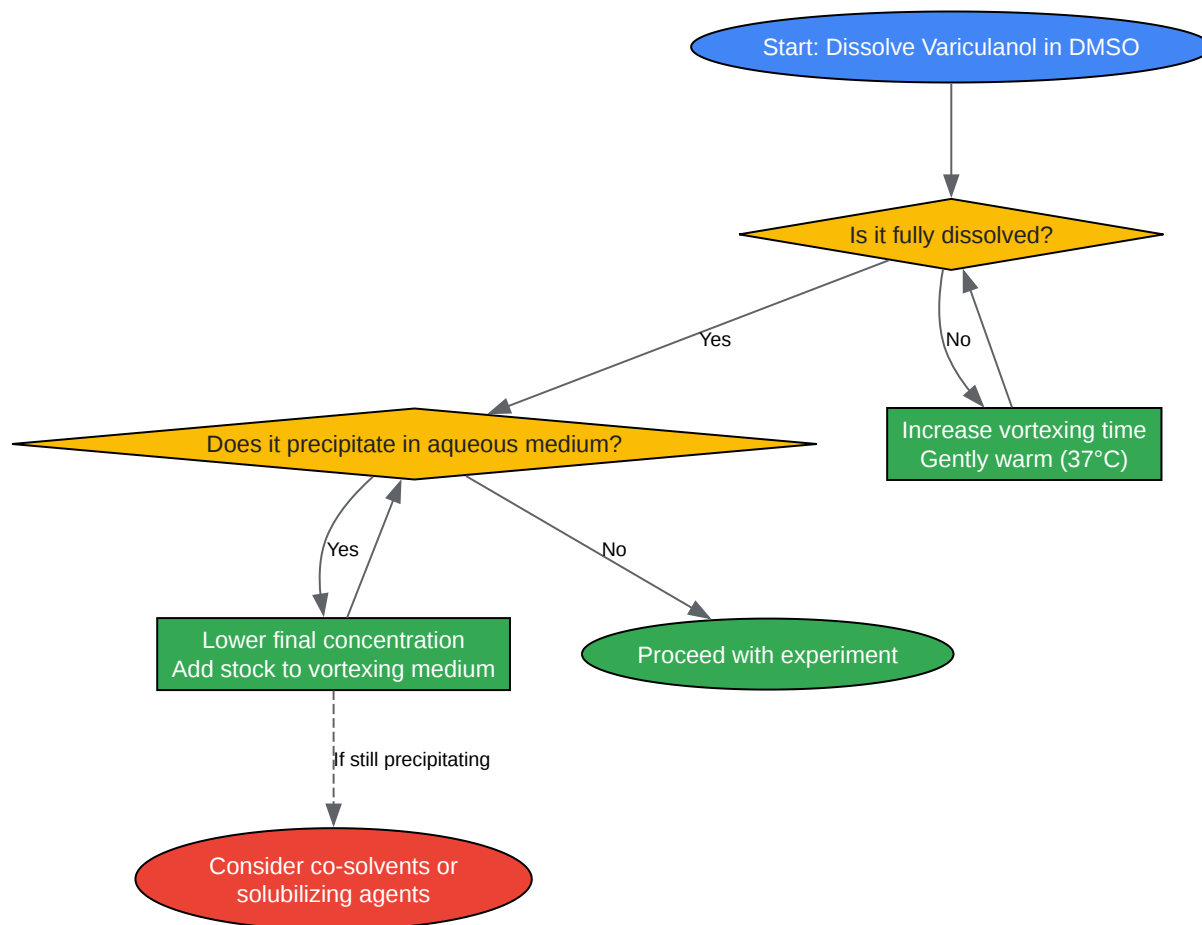 Start: Dissolve Variculanol in DMSO
Is it fully dissolved?
Yes
No
Increase vortexing time
Gently warm (37°C)
Does it precipitate in aqueous medium?
Yes
No
Lower final concentration
Add stock to vortexing medium
Proceed with experiment
If still precipitating
Consider co-solvents or
solubilizing agents